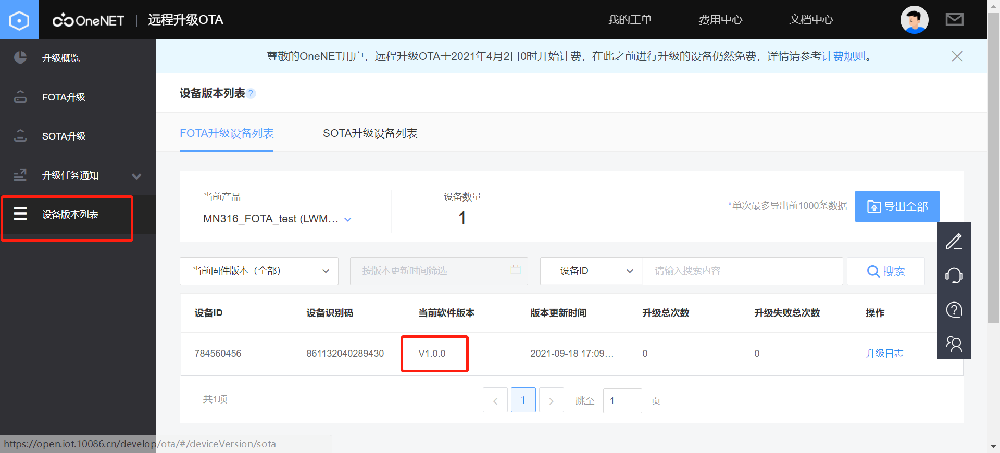 OneNET | 远程升级OTA
我的工单
费用中心
文档中心
升级概览
FOTA升级
SOTA升级
升级任务通知
设备版本列表
尊敬的OneNET用户，远程升级OTA于2021年4月2日0时开始计费，在此之前进行升级的设备仍然免费，详情请参考计费规则。
设备版本列表 ?
FOTA升级设备列表
SOTA升级设备列表
当前产品
MN316_FOTA_test (LWM...
设备数量
1
*单次最多导出前1000条数据
导出全部
当前固件版本（全部）
按版本更新时间筛选
设备ID
请输入搜索内容
搜索
设备ID 设备识别码 当前软件版本 版本更新时间 升级总次数 升级失败总次数 操作
784560456 861132040289430 V1.0.0 2021-09-18 17:09... 0 0 升级日志
共1项
< 1 > 跳至 1 页
https://open.iot.10086.cn/develop/ota/#/deviceVersion/sota